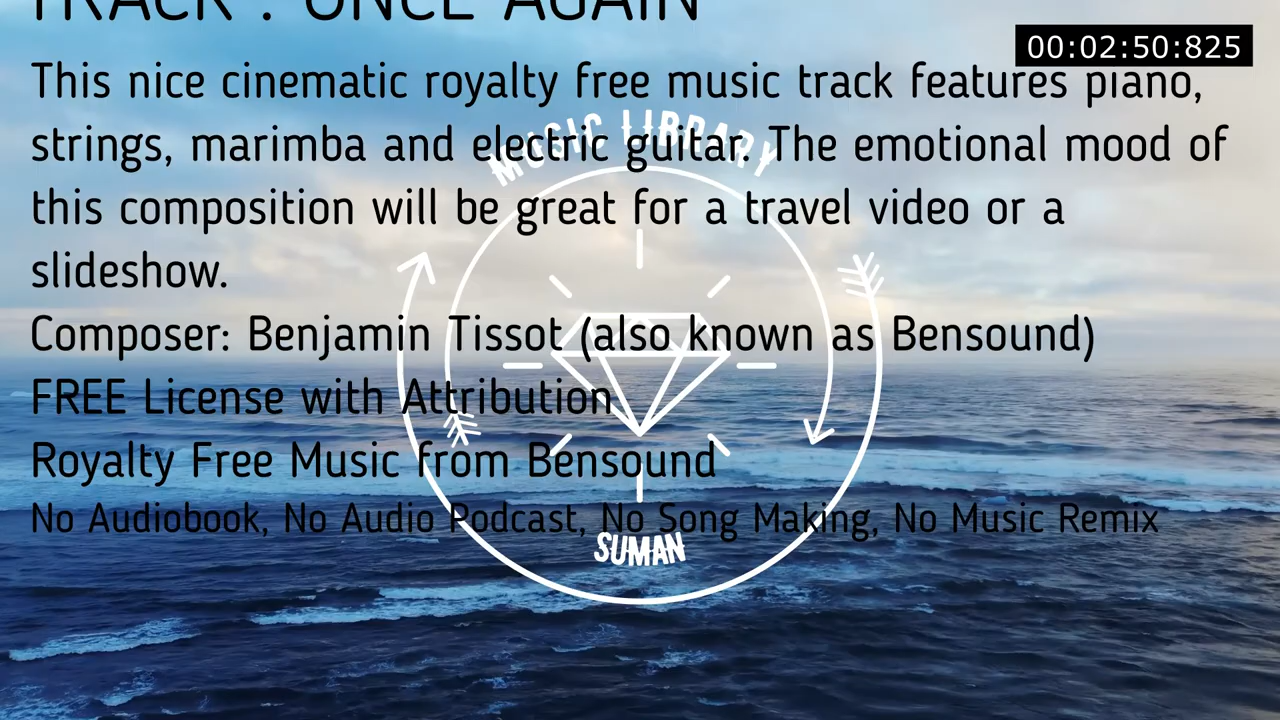 TRACK : ONCE AGAIN
00:02:50:825
This nice cinematic royalty free music track features piano,
strings, marimba and electric guitar. The emotional mood of
this composition will be great for a travel video or a
slideshow.
Composer: Benjamin Tissot (also known as Bensound)
FREE License with Attribution
Royalty Free Music from Bensound
No Audiobook, No Audio Podcast, No Song Making, No Music Remix
MUSIC LIBRARY
SUMAN